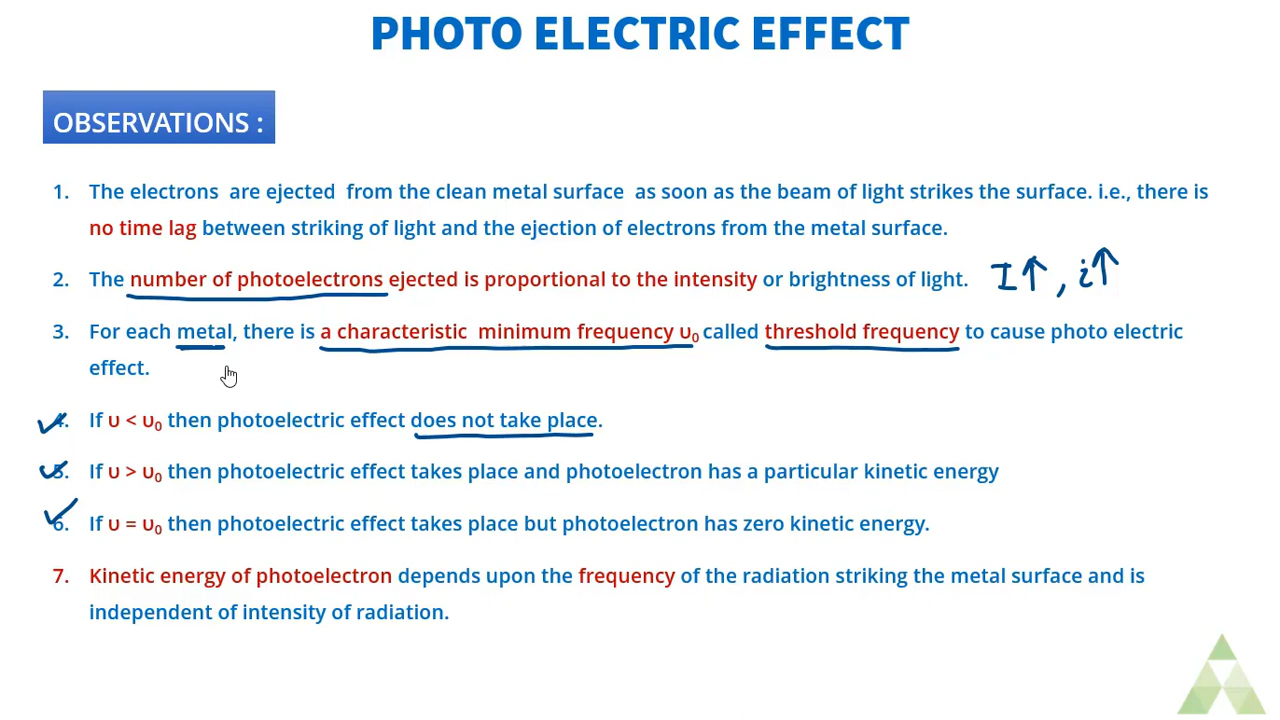 PHOTO ELECTRIC EFFECT
OBSERVATIONS :
1. The electrons are ejected from the clean metal surface as soon as the beam of light strikes the surface. i.e., there is
no time lag between striking of light and the ejection of electrons from the metal surface.
2. The number of photoelectrons ejected is proportional to the intensity or brightness of light. I↑, i↑
3. For each metal, there is a characteristic minimum frequency υ₀ called threshold frequency to cause photo electric
effect.
4. If υ < υ₀ then photoelectric effect does not take place.
5. If υ > υ₀ then photoelectric effect takes place and photoelectron has a particular kinetic energy
6. If υ = υ₀ then photoelectric effect takes place but photoelectron has zero kinetic energy.
7. Kinetic energy of photoelectron depends upon the frequency of the radiation striking the metal surface and is
independent of intensity of radiation.